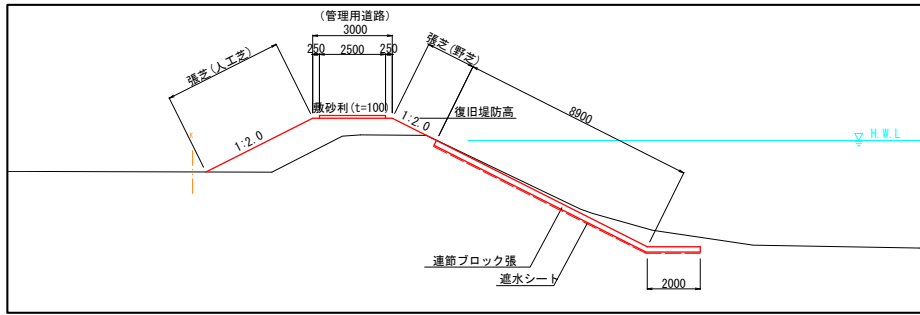 (管理用道路)
3000
250 2500 250
張芝(人工芝)
張芝(野芝)
敷砂利(t=100)
1:2.0
1:2.0
復旧堤防高
8900
H.W.L
連節ブロック張
遮水シート
2000